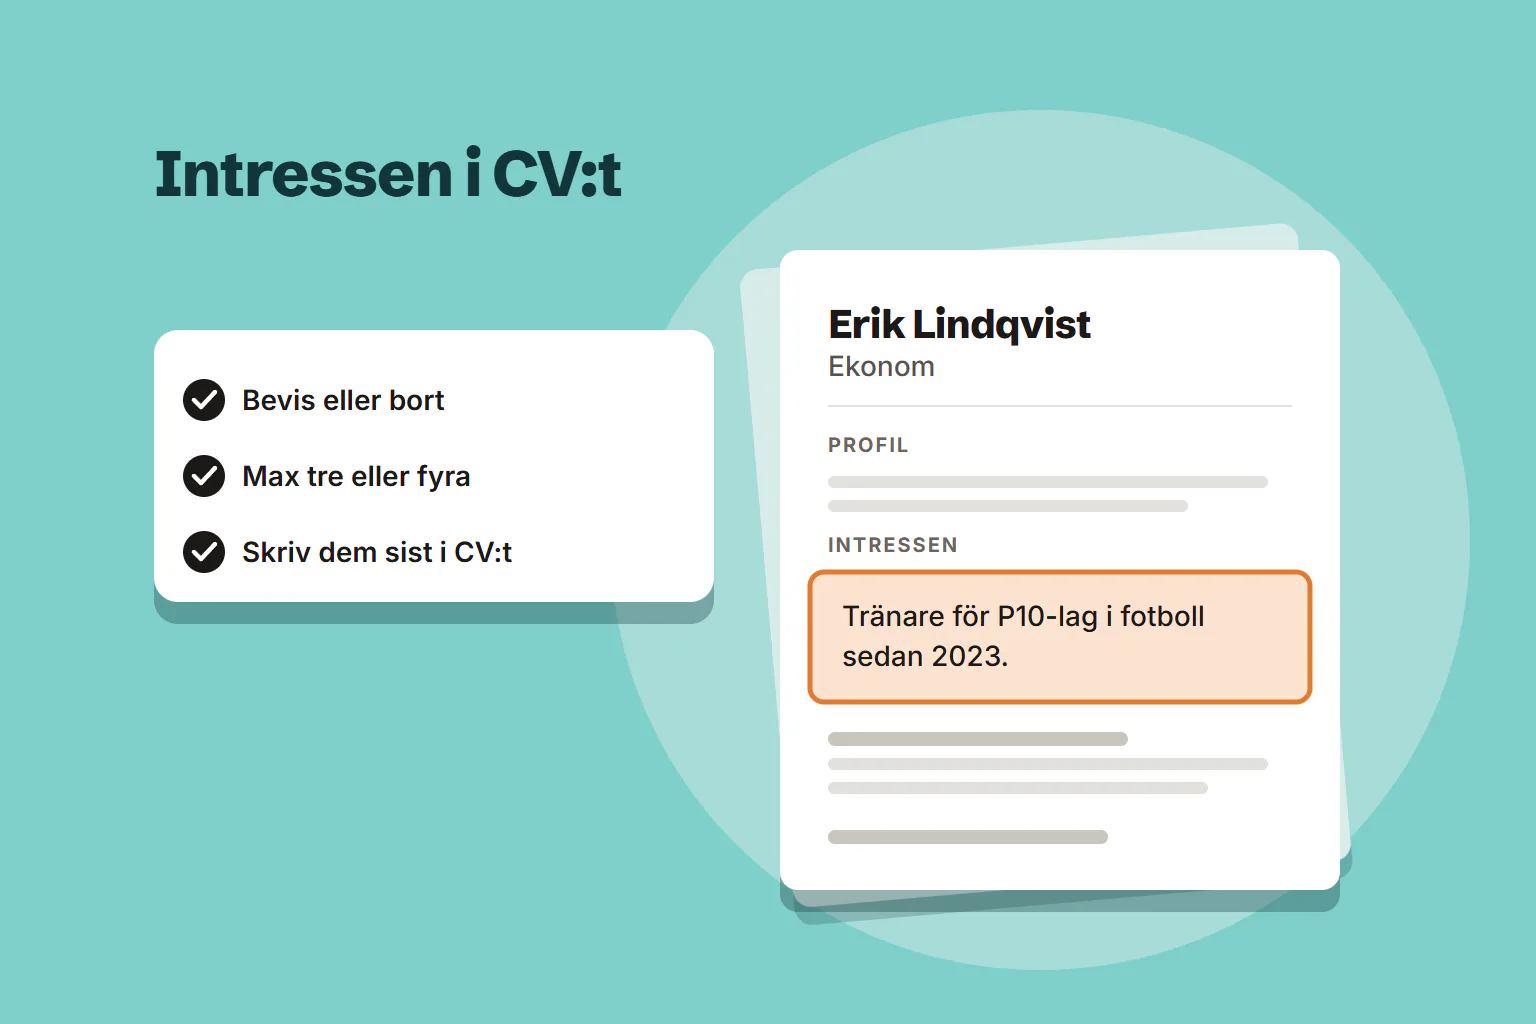 Intressen i CV:t
Bevis eller bort
Max tre eller fyra
Skriv dem sist i CV:t
Erik Lindqvist
Ekonom
PROFIL
INTRESSEN
Tränare för P10-lag i fotboll
sedan 2023.